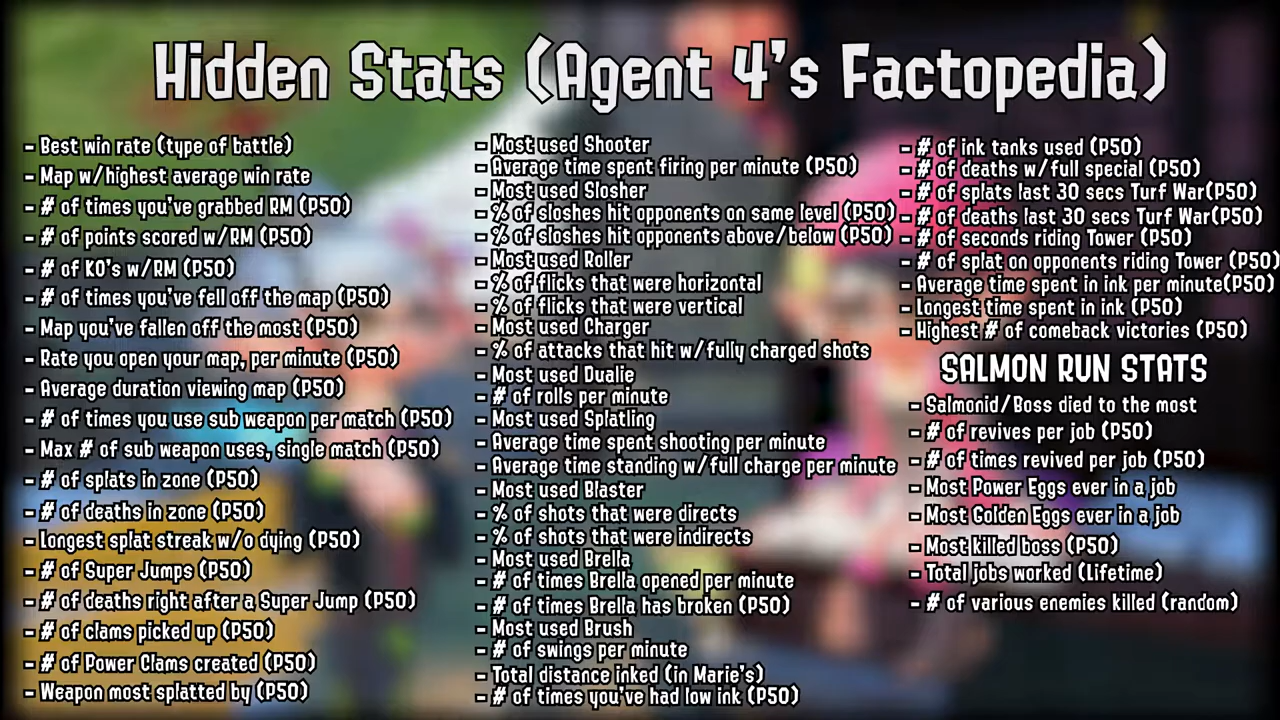 Hidden Stats (Agent 4's Factopedia)
- Best win rate (type of battle)
- Map w/highest average win rate
- # of times you've grabbed RM (P50)
- # of points scored w/RM (P50)
- # of KO's w/RM (P50)
- # of times you've fell off the map (P50)
- Map you've fallen off the most (P50)
- Rate you open your map, per minute (P50)
- Average duration viewing map (P50)
- # of times you use sub weapon per match (P50)
- Max # of sub weapon uses, single match (P50)
- # of splats in zone (P50)
- # of deaths in zone (P50)
- Longest splat streak w/o dying (P50)
- # of Super Jumps (P50)
- # of deaths right after a Super Jump (P50)
- # of clams picked up (P50)
- # of Power Clams created (P50)
- Weapon most splatted by (P50)
- Most used Shooter
- Average time spent firing per minute (P50)
- Most used Slosher
- % of sloshes hit opponents on same level (P50)
- % of sloshes hit opponents above/below (P50)
- Most used Roller
- % of flicks that were horizontal
- % of flicks that were vertical
- Most used Charger
- % of attacks that hit w/fully charged shots
- Most used Dualie
- # of rolls per minute
- Most used Splatling
- Average time spent shooting per minute
- Average time standing w/full charge per minute
- Most used Blaster
- % of shots that were directs
- % of shots that were indirects
- Most used Brella
- # of times Brella opened per minute
- # of times Brella has broken (P50)
- Most used Brush
- # of swings per minute
- Total distance inked (in Marie's)
- # of times you've had low ink (P50)
- # of ink tanks used (P50)
- # of deaths w/full special (P50)
- # of splats last 30 secs Turf War(P50)
- # of deaths last 30 secs Turf War(P50)
- # of seconds riding Tower (P50)
- # of splat on opponents riding Tower (P50)
- Average time spent in ink per minute(P50)
- Longest time spent in ink (P50)
- Highest # of comeback victories (P50)
SALMON RUN STATS
- Salmonid/Boss died to the most
- # of revives per job (P50)
- # of times revived per job (P50)
- Most Power Eggs ever in a job
- Most Golden Eggs ever in a job
- Most killed boss (P50)
- Total jobs worked (Lifetime)
- # of various enemies killed (random)